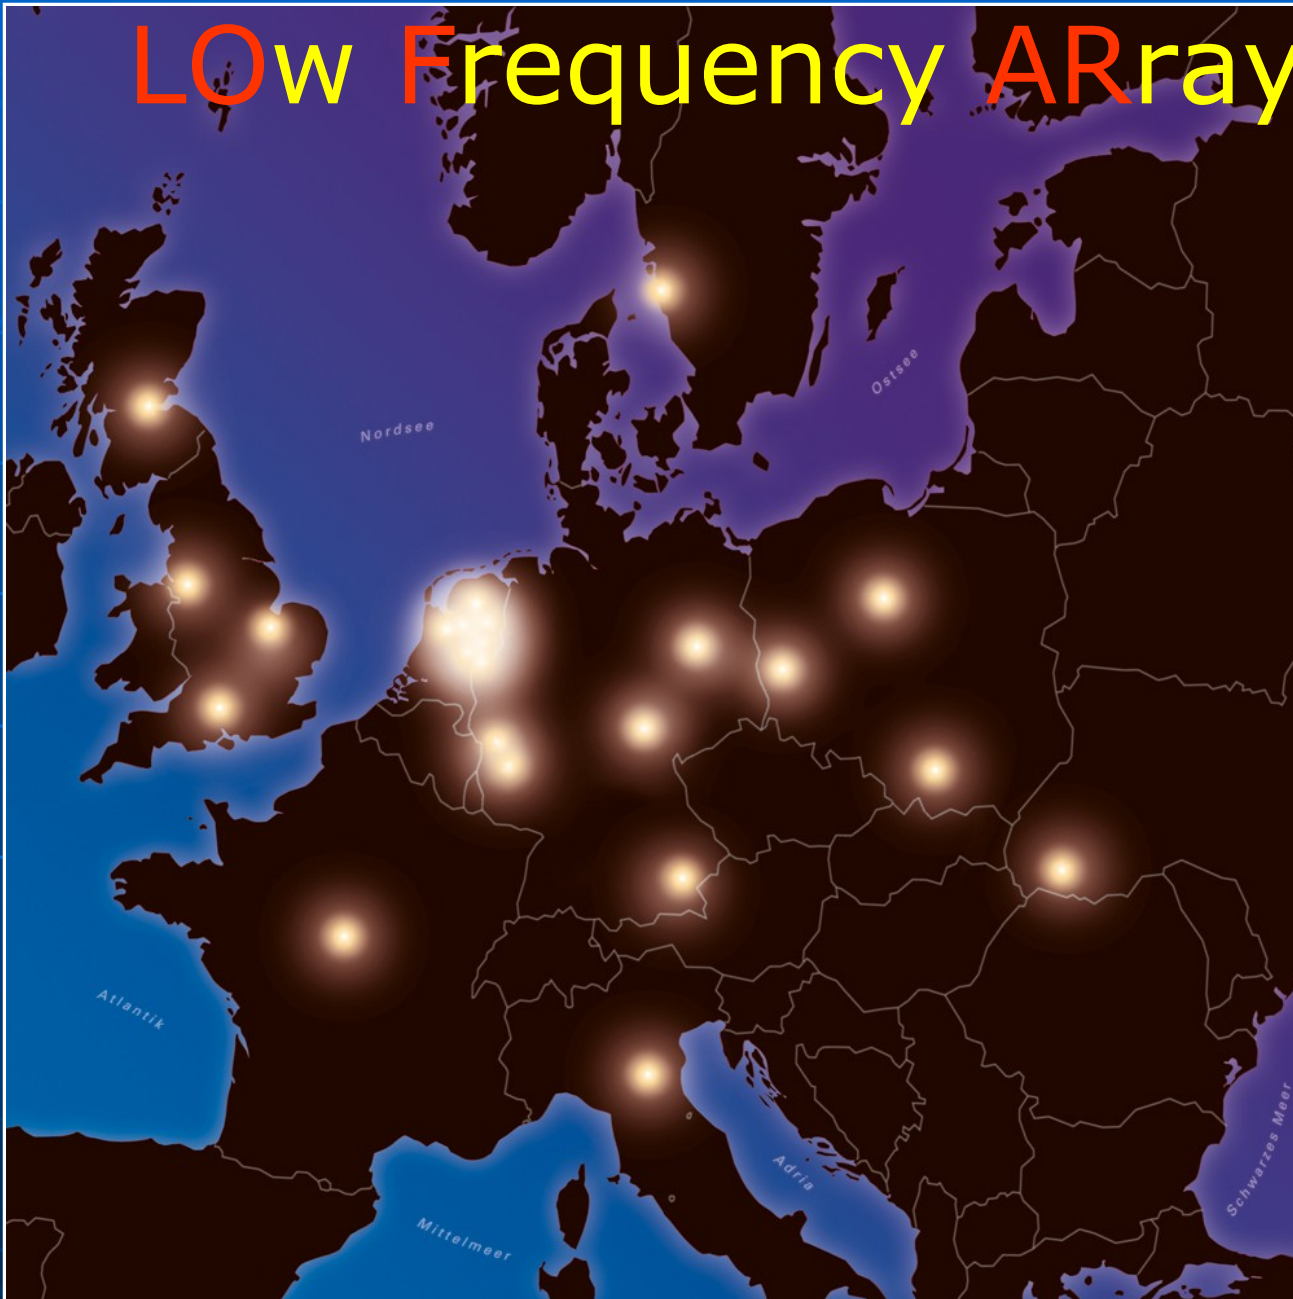 LOw Frequency ARray
Ostsee
Nordsee
Atlantik
Adria
Schwarzes Meer
Mittelmeer